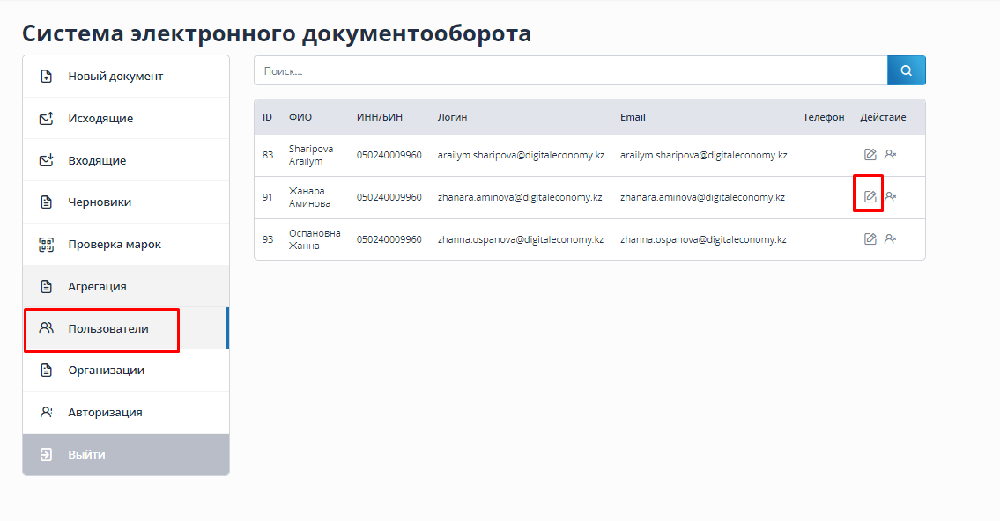 Система электронного документооборота
Новый документ
Исходящие
Входящие
Черновики
Проверка марок
Агрегация
Пользователи
Организации
Авторизация
Выйти
Поиск...
ID ФИО ИНН/БИН Логин Email Телефон Действаие
83 Sharipova Arailym 050240009960 arailym.sharipova@digitaleconomy.kz arailym.sharipova@digitaleconomy.kz
91 Жанара Аминова 050240009960 zhanara.aminova@digitaleconomy.kz zhanara.aminova@digitaleconomy.kz
93 Оспановна Жанна 050240009960 zhanna.ospanova@digitaleconomy.kz zhanna.ospanova@digitaleconomy.kz